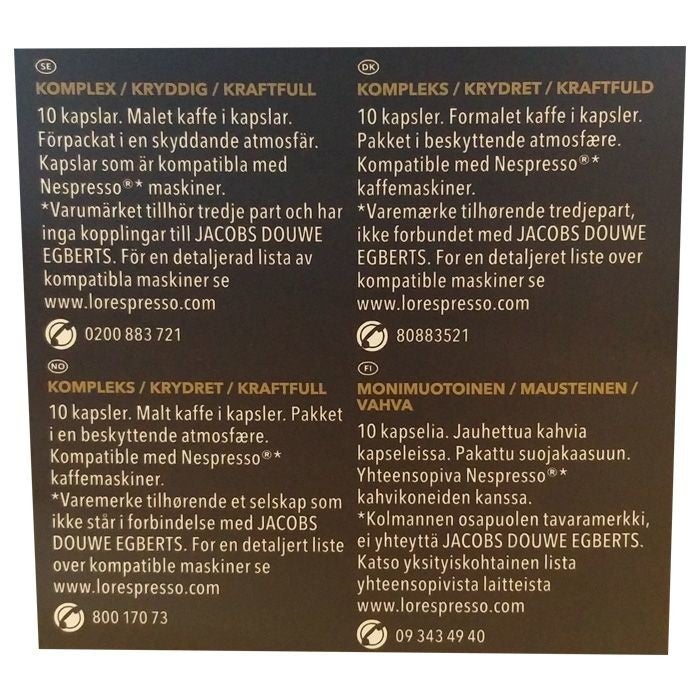 SE
KOMPLEX / KRYDDIG / KRAFTFULL
10 kapslar. Malet kaffe i kapslar.
Förpackat i en skyddande atmosfär.
Kapslar som är kompatibla med
Nespresso®* maskiner.
*Varumärket tillhör tredje part och har
inga kopplingar till JACOBS DOUWE
EGBERTS. För en detaljerad lista av
kompatibla maskiner se
www.lorespresso.com
0200 883 721
DK
KOMPLEKS / KRYDRET / KRAFTFULD
10 kapsler. Formalet kaffe i kapsler.
Pakket i beskyttende atmosfære.
Kompatible med Nespresso®*
kaffemaskiner.
*Varemærke tilhørende tredjepart,
ikke forbundet med JACOBS DOUWE
EGBERTS. For en detaljeret liste over
kompatible maskiner se
www.lorespresso.com
80883521
NO
KOMPLEKS / KRYDRET / KRAFTFULL
10 kapsler. Malt kaffe i kapsler. Pakket
i en beskyttende atmosfære.
Kompatible med Nespresso®*
kaffemaskiner.
*Varemerke tilhørende et selskap som
ikke står i forbindelse med JACOBS
DOUWE EGBERTS. For en detaljert liste
over kompatible maskiner se
www.lorespresso.com
800 170 73
FI
MONIMUOTOINEN / MAUSTEINEN /
VAHVA
10 kapselia. Jauhettua kahvia
kapseleissa. Pakattu suojakaasuun.
Yhteensopiva Nespresso®*
kahvikoneiden kanssa.
*Kolmannen osapuolen tavaramerkki,
ei yhteyttä JACOBS DOUWE EGBERTS.
Katso yksityiskohtainen lista
yhteensopivista laitteista
www.lorespresso.com
09 343 49 40